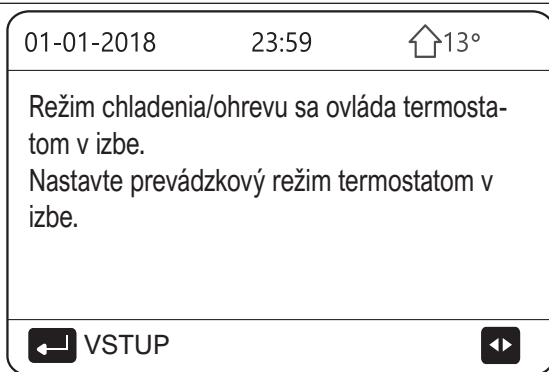 01-01-2018 23:59 13°
Režim chladenia/ohrevu sa ovláda termosta-
tom v izbe.
Nastavte prevádzkový režim termostatom v
izbe.
VSTUP